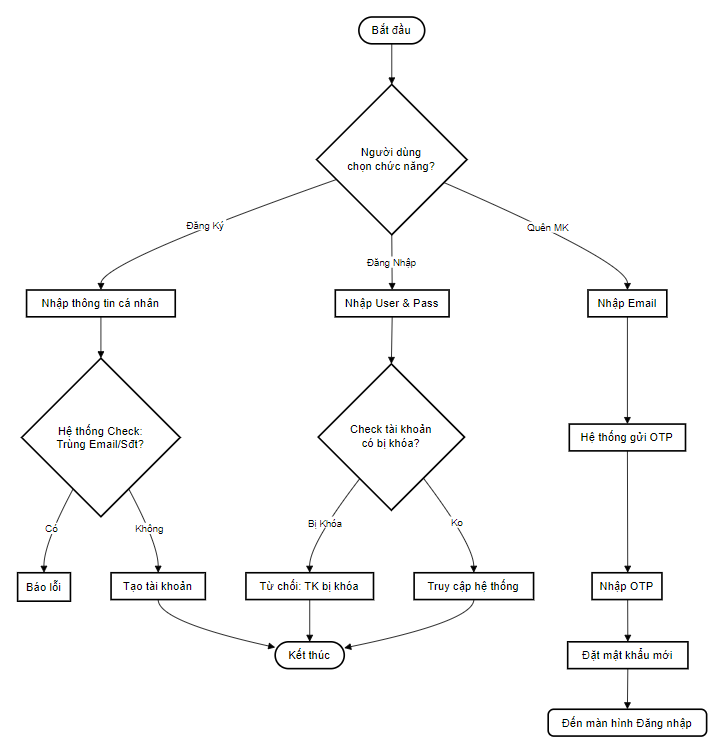 Bắt đầu
Người dùng
chọn chức năng?
Đăng Ký
Đăng Nhập
Quên MK
Nhập thông tin cá nhân
Nhập User & Pass
Nhập Email
Hệ thống Check:
Trùng Email/Sđt?
Check tài khoản
có bị khóa?
Hệ thống gửi OTP
Có
Không
Bị Khóa
Ko
Báo lỗi
Tạo tài khoản
Từ chối: TK bị khóa
Truy cập hệ thống
Nhập OTP
Kết thúc
Đặt mật khẩu mới
Đến màn hình Đăng nhập